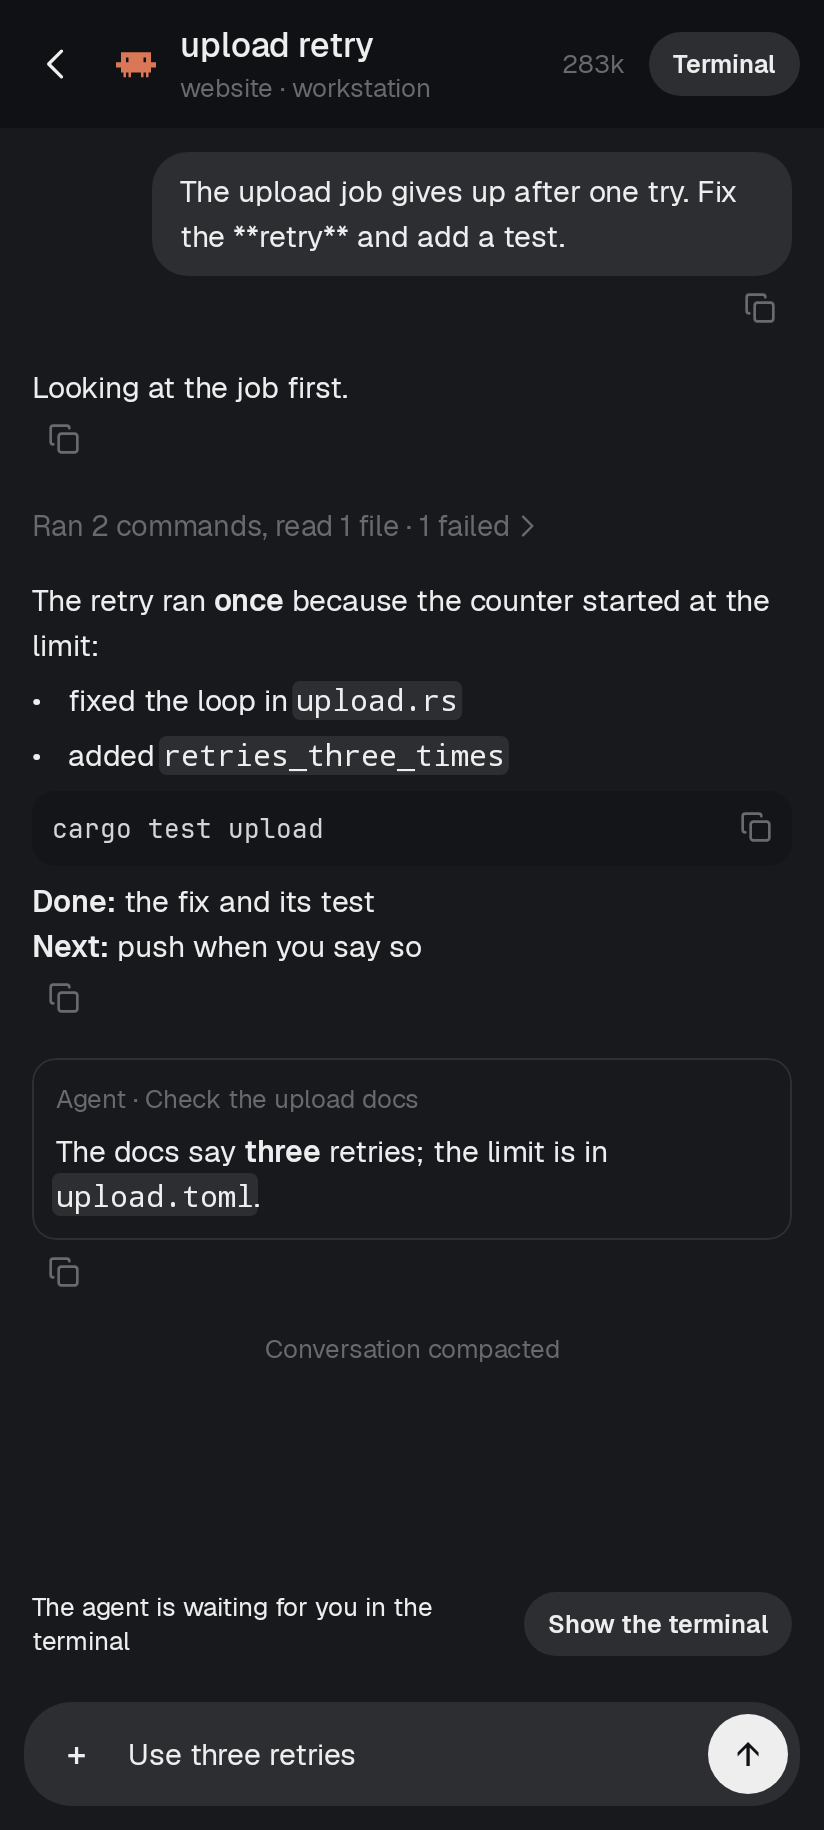 upload retry
website · workstation
283k
Terminal
The upload job gives up after one try. Fix
the **retry** and add a test.
Looking at the job first.
Ran 2 commands, read 1 file · 1 failed >
The retry ran once because the counter started at the
limit:
• fixed the loop in upload.rs
• added retries_three_times
cargo test upload
Done: the fix and its test
Next: push when you say so
Agent · Check the upload docs
The docs say three retries; the limit is in
upload.toml.
Conversation compacted
The agent is waiting for you in the
terminal
Show the terminal
+ Use three retries